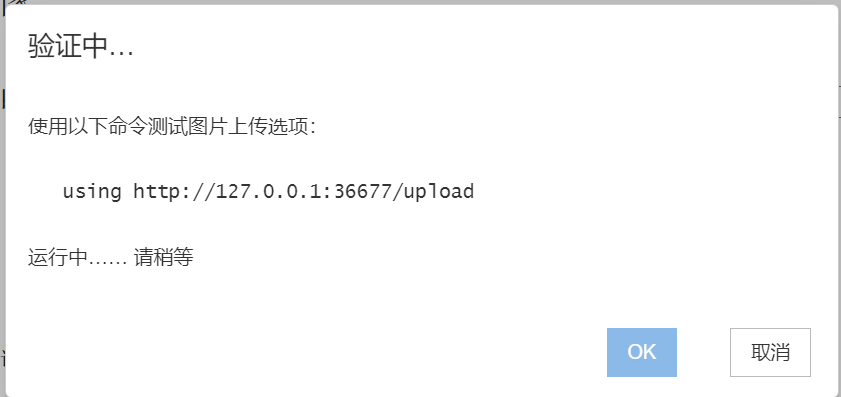 验证中…
使用以下命令测试图片上传选项：
using http://127.0.0.1:36677/upload
运行中…… 请稍等
OK
取消